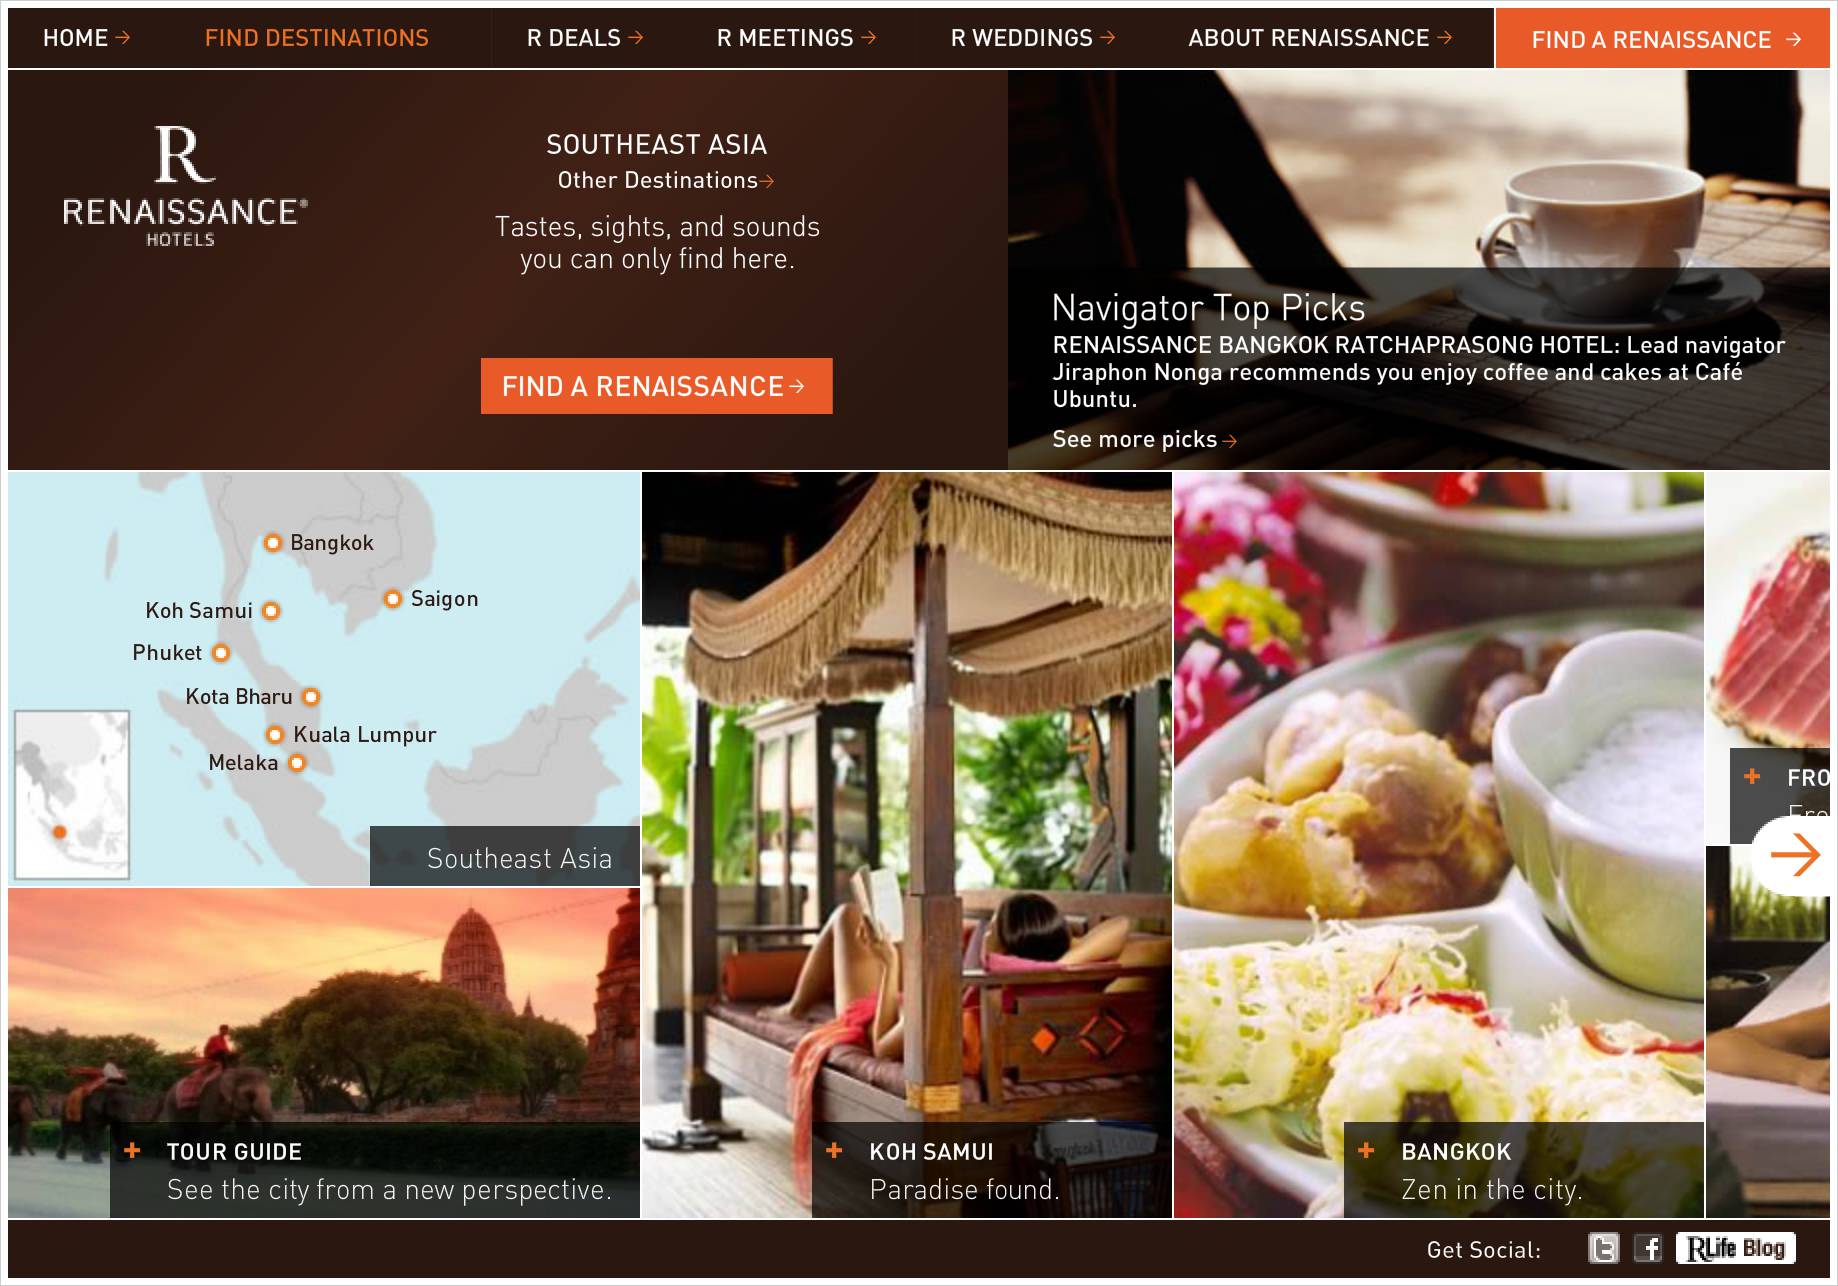 HOME →
FIND DESTINATIONS
R DEALS →
R MEETINGS →
R WEDDINGS →
ABOUT RENAISSANCE →
FIND A RENAISSANCE →
R
RENAISSANCE®
HOTELS
SOUTHEAST ASIA
Other Destinations→
Tastes, sights, and sounds
you can only find here.
FIND A RENAISSANCE→
Navigator Top Picks
RENAISSANCE BANGKOK RATCHAPRASONG HOTEL: Lead navigator
Jiraphon Nonga recommends you enjoy coffee and cakes at Café
Ubuntu.
See more picks→
Bangkok
Saigon
Koh Samui
Phuket
Kota Bharu
Kuala Lumpur
Melaka
Southeast Asia
+ TOUR GUIDE
See the city from a new perspective.
+ KOH SAMUI
Paradise found.
+ BANGKOK
Zen in the city.
+ FRO
Get Social:
RLife Blog